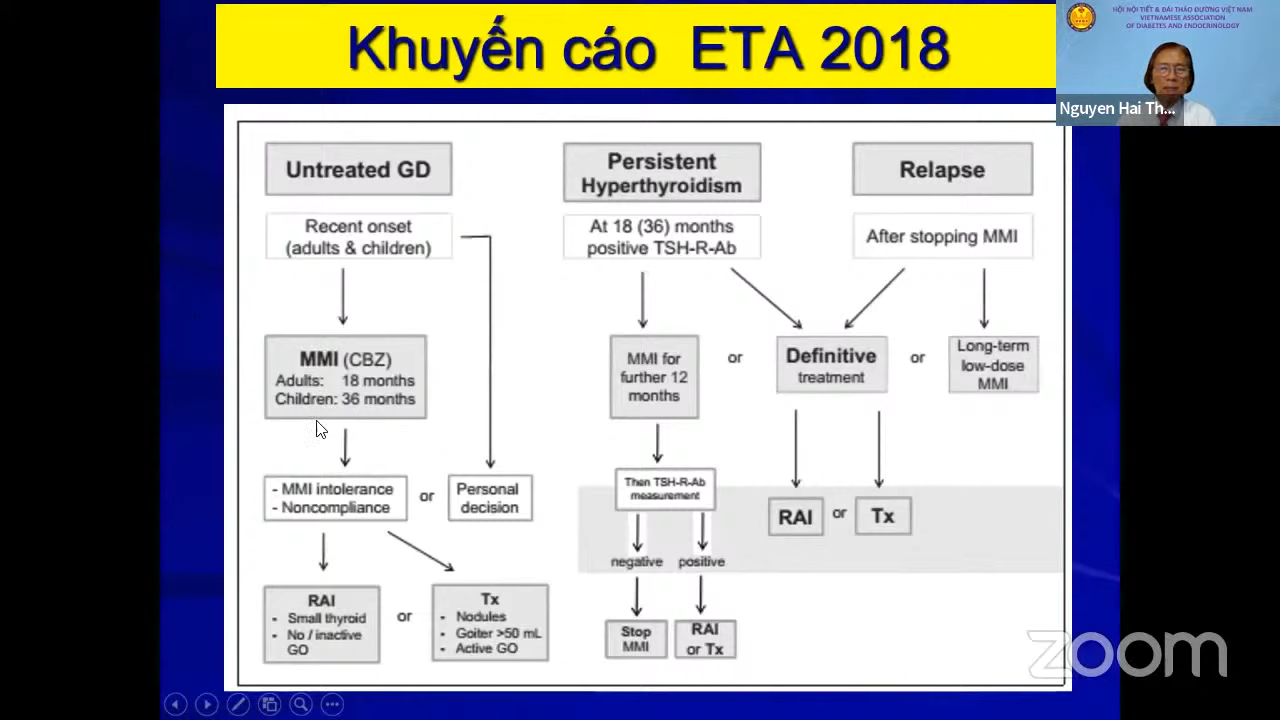 Khuyến cáo ETA 2018
HỘI NỘI TIẾT & ĐÁI THÁO ĐƯỜNG VIỆT NAM
VIETNAMESE ASSOCIATION
OF DIABETES AND ENDOCRINOLOGY
Nguyen Hai Th...
Untreated GD
Recent onset
(adults & children)
MMI (CBZ)
Adults: 18 months
Children: 36 months
- MMI intolerance
- Noncompliance
or
Personal
decision
RAI
- Small thyroid
- No / inactive
GO
or
Tx
- Nodules
- Goiter >50 mL
- Active GO
Persistent
Hyperthyroidism
At 18 (36) months
positive TSH-R-Ab
MMI for
further 12
months
or
Definitive
treatment
or
Long-term
low-dose
MMI
Then TSH-R-Ab
measurement
negative
positive
Stop
MMI
RAI
or Tx
RAI
or
Tx
Relapse
After stopping MMI
zoom